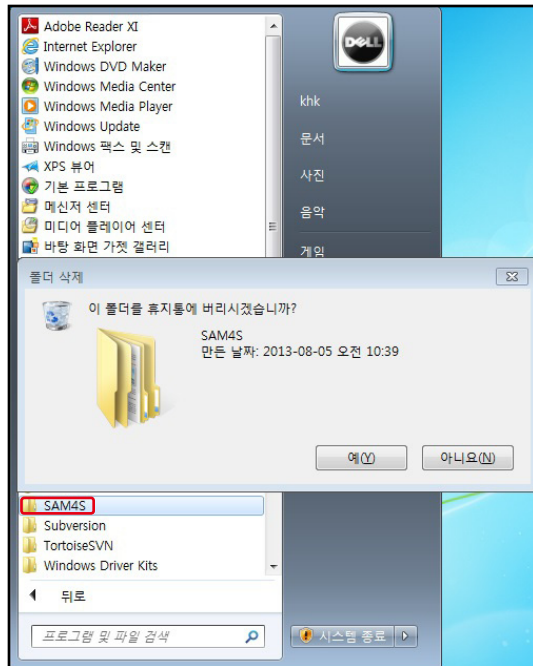 Adobe Reader XI
Internet Explorer
Windows DVD Maker
Windows Media Center
Windows Media Player
Windows Update
Windows 팩스 및 스캔
XPS 뷰어
기본 프로그램
메신저 센터
미디어 플레이어 센터
바탕 화면 가젯 갤러리
DELL
khk
문서
사진
음악
게임
폴더 삭제
이 폴더를 휴지통에 버리시겠습니까?
SAM4S
만든 날짜: 2013-08-05 오전 10:39
예(Y)
아니요(N)
SAM4S
Subversion
TortoiseSVN
Windows Driver Kits
뒤로
프로그램 및 파일 검색
시스템 종료